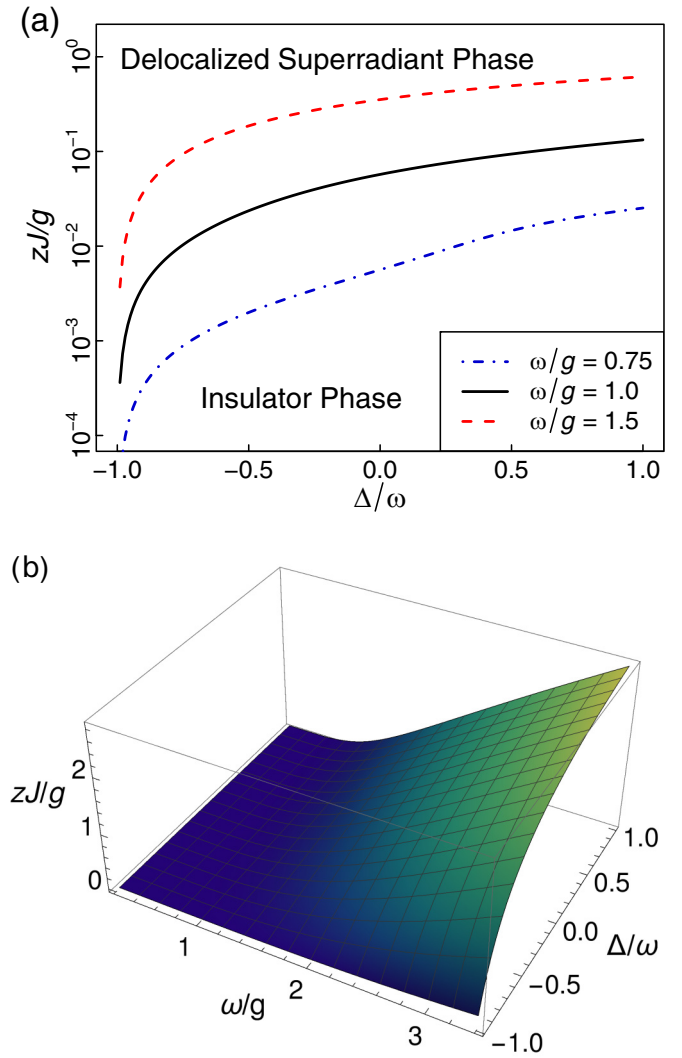 (a)
Delocalized Superradiant Phase
10⁰
10⁻¹
10⁻²
10⁻³
10⁻⁴
zJ/g
Insulator Phase
ω/g = 0.75
ω/g = 1.0
ω/g = 1.5
−1.0 −0.5 0.0 0.5 1.0
Δ/ω
(b)
2
zJ/g
1
0
1
2
3
ω/g
1.0
0.5
0.0
Δ/ω
−0.5
−1.0